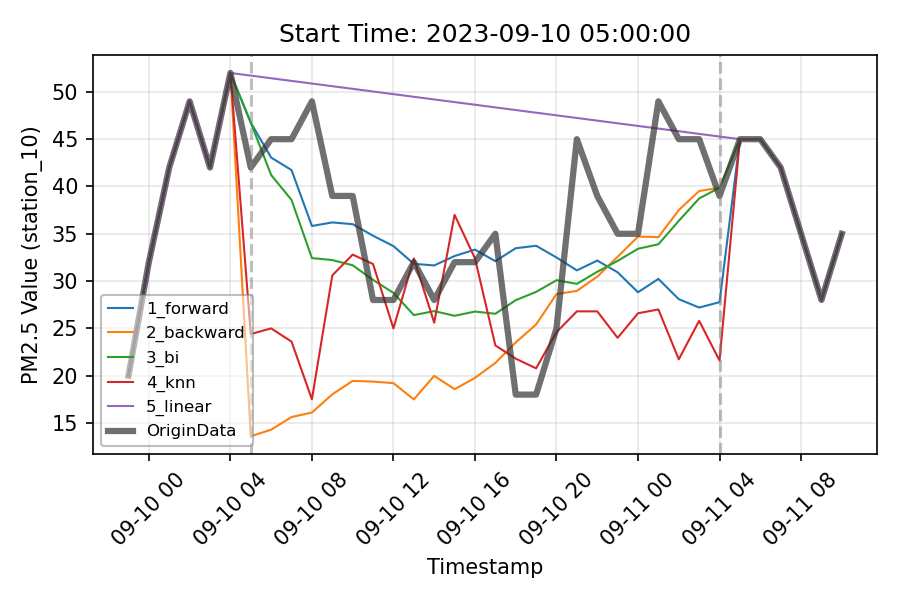 Start Time: 2023-09-10 05:00:00
PM2.5 Value (station_10)
50
45
40
35
30
25
20
15
1_forward
2_backward
3_bi
4_knn
5_linear
OriginData
09-10 00
09-10 04
09-10 08
09-10 12
09-10 16
09-10 20
09-11 00
09-11 04
09-11 08
Timestamp